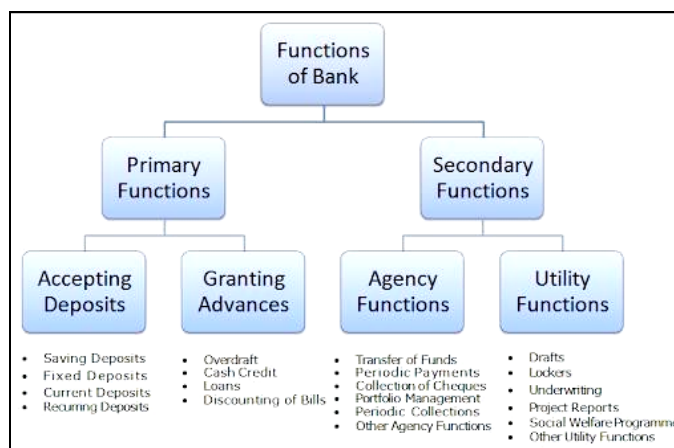 Functions
of Bank
Primary
Functions
Secondary
Functions
Accepting
Deposits
Granting
Advances
Agency
Functions
Utility
Functions
• Saving Deposits
• Fixed Deposits
• Current Deposits
• Recurring Deposits
• Overdraft
• Cash Credit
• Loans
• Discounting of Bills
• Transfer of Funds
• Periodic Payments
• Collection of Cheques
• Portfolio Management
• Periodic Collections
• Other Agency Functions
• Drafts
• Lockers
• Underwriting
• Project Reports
• Social Welfare Programme
• Other Utility Functions